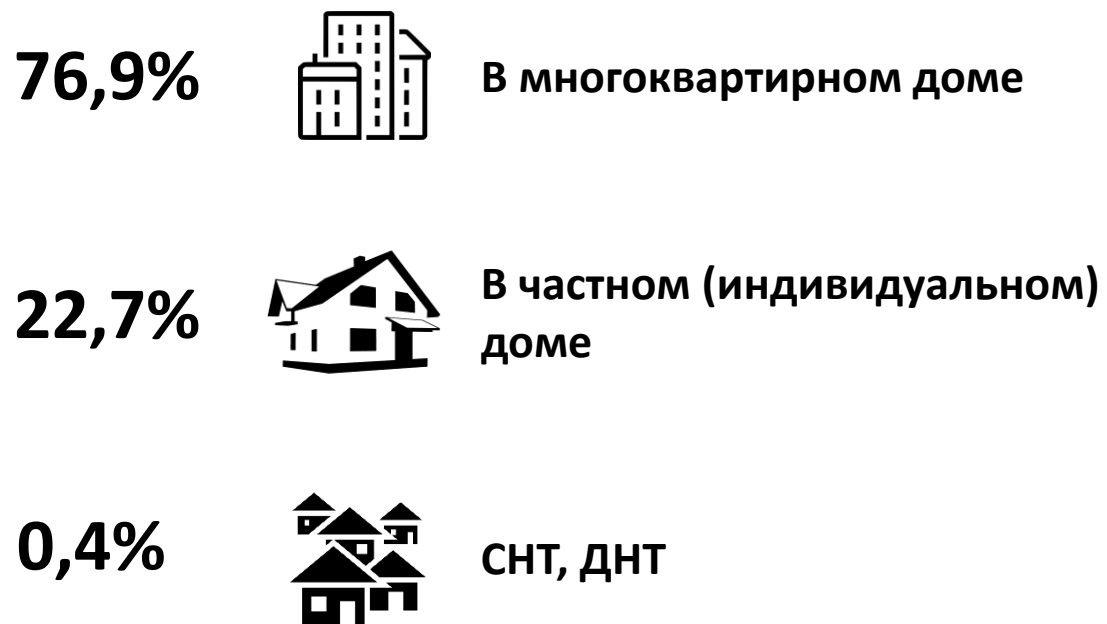 76,9%
В многоквартирном доме
22,7%
В частном (индивидуальном)
доме
0,4%
СНТ, ДНТ